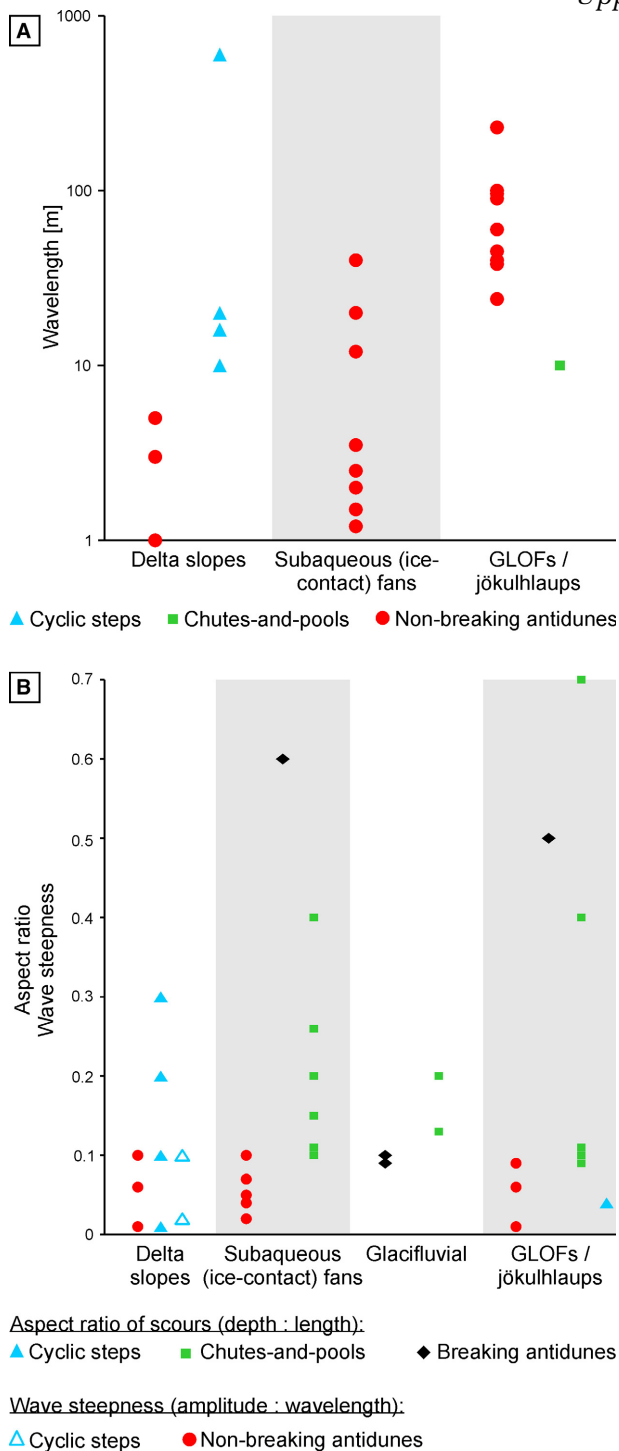 Upp
A
1000
100
10
1
Wavelength [m]
Delta slopes
Subaqueous (ice-
contact) fans
GLOFs /
jökulhlaups
Cyclic steps
Chutes-and-pools
Non-breaking antidunes
B
0.7
0.6
0.5
0.4
0.3
0.2
0.1
0
Aspect ratio
Wave steepness
Delta
slopes
Subaqueous
(ice-contact) fans
Glacifluvial
GLOFs /
jökulhlaups
Aspect ratio of scours (depth : length):
Cyclic steps
Chutes-and-pools
Breaking antidunes
Wave steepness (amplitude : wavelength):
Cyclic steps
Non-breaking antidunes